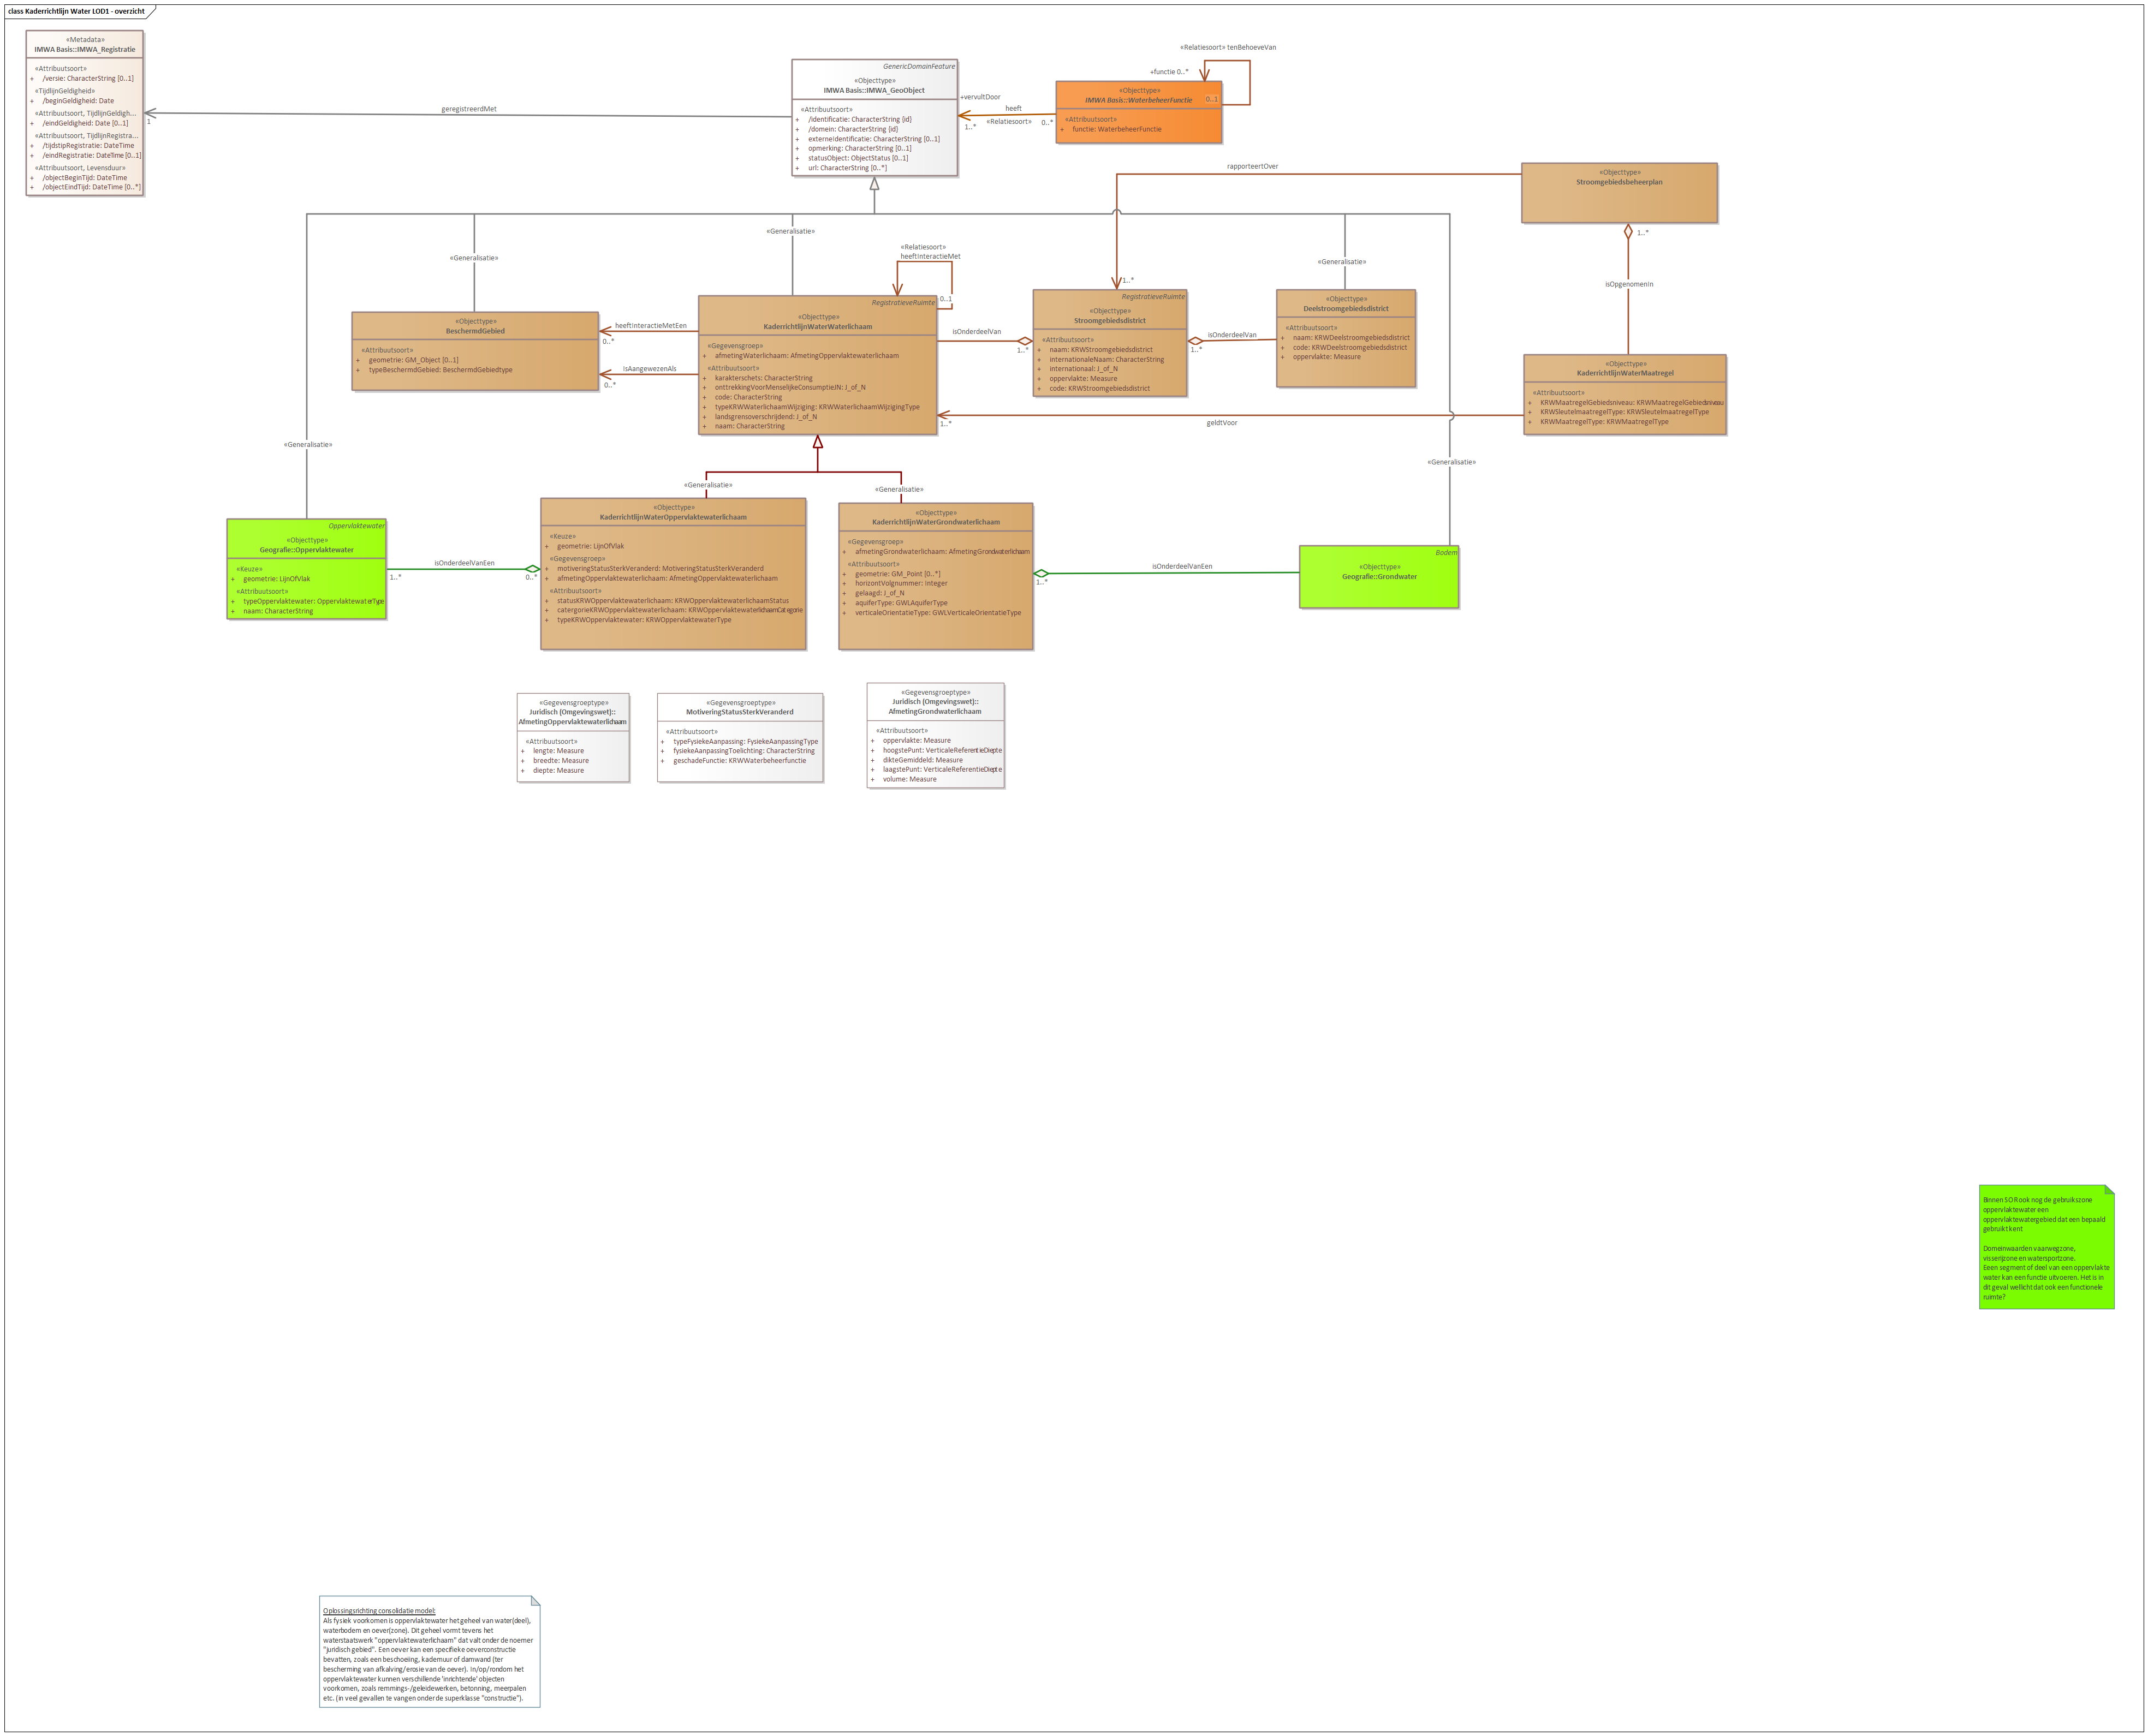 class Kaderrichtlijn Water LOD1 - overzicht
«Metadata»
IMWA Basis::IMWA_Registratie
«Attribuutsoort»
+ /versie: CharacterString [0..1]
«TijdlijnGeldigheid»
+ /beginGeldigheid: Date
«Attribuutsoort, TijdlijnGeldigh...
+ /eindGeldigheid: Date [0..1]
«Attribuutsoort, TijdlijnRegistra...
+ /tijdstipRegistratie: DateTime
+ /eindRegistratie: DateTime [0..1]
«Attribuutsoort, Levensduur»
+ /objectBeginTijd: DateTime
+ /objectEindTijd: DateTime [0..*]
1
geregistreerdMet
GenericDomainFeature
«Objecttype»
IMWA Basis::IMWA_GeoObject
«Attribuutsoort»
+ /identificatie: CharacterString {id}
+ /domein: CharacterString {id}
+ externeIdentificatie: CharacterString [0..1]
+ opmerking: CharacterString [0..1]
+ statusObject: ObjectStatus [0..1]
+ url: CharacterString [0..*]
+vervultDoor
1..*
heeft
«Relatiesoort»
0..*
«Relatiesoort» tenBehoeveVan
+functie 0..*
«Objecttype»
IMWA Basis::WaterbeheerFunctie
0..1
«Attribuutsoort»
+ functie: WaterbeheerFunctie
rapporteertOver
«Objecttype»
Stroomgebiedsbeheerplan
1..*
isOpgenomenIn
«Generalisatie»
«Generalisatie»
«Generalisatie»
«Relatiesoort»
heeftInteractieMet
0..1
1..*
«Objecttype»
BeschermdGebied
«Attribuutsoort»
+ geometrie: GM_Object [0..1]
+ typeBeschermdGebied: BeschermdGebiedtype
heeftInteractieMetEen
0..*
isAangewezenAls
0..*
RegistratieveRuimte
«Objecttype»
KaderrichtlijnWaterWaterlichaam
«Gegevensgroep»
+ afmetingWaterlichaam: AfmetingOppervlaktewaterlichaam
«Attribuutsoort»
+ karakterschets: CharacterString
+ onttrekkingVoorMenselijkeConsumptieJN: J_of_N
+ code: CharacterString
+ typeKRWWaterlichaamWijziging: KRWWaterlichaamWijzigingType
+ landsgrensoverschrijdend: J_of_N
+ naam: CharacterString
isOnderdeelVan
1..*
RegistratieveRuimte
«Objecttype»
Stroomgebiedsdistrict
«Attribuutsoort»
+ naam: KRWStroomgebiedsdistrict
+ internationaleNaam: CharacterString
+ internationaal: J_of_N
+ oppervlakte: Measure
+ code: KRWStroomgebiedsdistrict
isOnderdeelVan
1..*
«Objecttype»
Deelstroomgebiedsdistrict
«Attribuutsoort»
+ naam: KRWDeelstroomgebiedsdistrict
+ code: KRWDeelstroomgebiedsdistrict
+ oppervlakte: Measure
«Objecttype»
KaderrichtlijnWaterMaatregel
«Attribuutsoort»
+ KRWMaatregelGebiedsniveau: KRWMaatregelGebiedsniveau
+ KRWSleutelmaatregelType: KRWSleutelmaatregelType
+ KRWMaatregelType: KRWMaatregelType
1..*
geldtVoor
«Generalisatie»
«Generalisatie»
«Generalisatie»
«Generalisatie»
Oppervlaktewater
«Objecttype»
Geografie::Oppervlaktewater
«Keuze»
+ geometrie: LijnOfVlak
«Attribuutsoort»
+ typeOppervlaktewater: OppervlaktewaterType
+ naam: CharacterString
isOnderdeelVanEen
1..*
0..*
«Objecttype»
KaderrichtlijnWaterOppervlaktewaterlichaam
«Keuze»
+ geometrie: LijnOfVlak
«Gegevensgroep»
+ motiveringStatusSterkVeranderd: MotiveringStatusSterkVeranderd
+ afmetingOppervlaktewaterlichaam: AfmetingOppervlaktewaterlichaam
«Attribuutsoort»
+ statusKRWOppervlaktewaterlichaam: KRWOppervlaktewaterlichaamStatus
+ catergorieKRWOppervlaktewaterlichaam: KRWOppervlaktewaterlichaamCategorie
+ typeKRWOppervlaktewater: KRWOppervlaktewaterType
«Objecttype»
KaderrichtlijnWaterGrondwaterlichaam
«Gegevensgroep»
+ afmetingGrondwaterlichaam: AfmetingGrondwaterlichaam
«Attribuutsoort»
+ geometrie: GM_Point [0..*]
+ horizontVolgnummer: Integer
+ gelaagd: J_of_N
+ aquiferType: GWLAquiferType
+ verticaleOrientatieType: GWLVerticaleOrientatieType
isOnderdeelVanEen
1..*
Bodem
«Objecttype»
Geografie::Grondwater
«Gegevensgroeptype»
Juridisch (Omgevingswet)::
AfmetingOppervlaktewaterlichaam
«Attribuutsoort»
+ lengte: Measure
+ breedte: Measure
+ diepte: Measure
«Gegevensgroeptype»
MotiveringStatusSterkVeranderd
«Attribuutsoort»
+ typeFysiekeAanpassing: FysiekeAanpassingType
+ fysiekeAanpassingToelichting: CharacterString
+ geschadeFunctie: KRWWaterbeheerfunctie
«Gegevensgroeptype»
Juridisch (Omgevingswet)::
AfmetingGrondwaterlichaam
«Attribuutsoort»
+ oppervlakte: Measure
+ hoogstePunt: VerticaleReferentieDiepte
+ dikteGemiddeld: Measure
+ laagstePunt: VerticaleReferentieDiepte
+ volume: Measure
Binnen SOR ook nog de gebruikszone
oppervlaktewater een
oppervlaktewatergebied dat een bepaald
gebruikt kent
Domeinwaarden vaarwegzone,
visserijzone en watersportzone.
Eeen segment of deel van een oppervlakte
water kan een functie uitvoeren. Het is in
dit geval wellicht dat ook een functionele
ruimte?
Oplossingsrichting consolidatie model:
Als fysiek voorkomen is oppervlaktewater het geheel van water(deel),
waterbodem en oever(zone). Dit geheel vormt tevens het
waterstaatswerk "oppervlaktewaterlichaam" dat valt onder de noemer
"juridisch gebied". Een oever kan een specifieke oeverconstructie
bevatten, zoals een beschoeiing, kademuur of damwand (ter
bescherming van afkalving/erosie van de oever). In/op/rondom het
oppervlaktewater kunnen verschillende 'inrichtende' objecten
voorkomen, zoals remmings-/geleidewerken, betonning, meerpalen
etc. (in veel gevallen te vangen onder de superklasse "constructie").